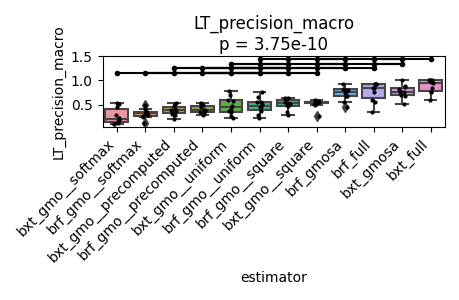 LT_precision_macro
p = 3.75e-10
LT_precision_macro
1.5
1.0
0.5
bxt_gmo__softmax
brf_gmo__softmax
bxt_gmo__precomputed
brf_gmo__precomputed
bxt_gmo__uniform
brf_gmo__uniform
brf_gmo__square
bxt_gmo__square
brf_gmosa
brf_full
bxt_gmosa
bxt_full
estimator